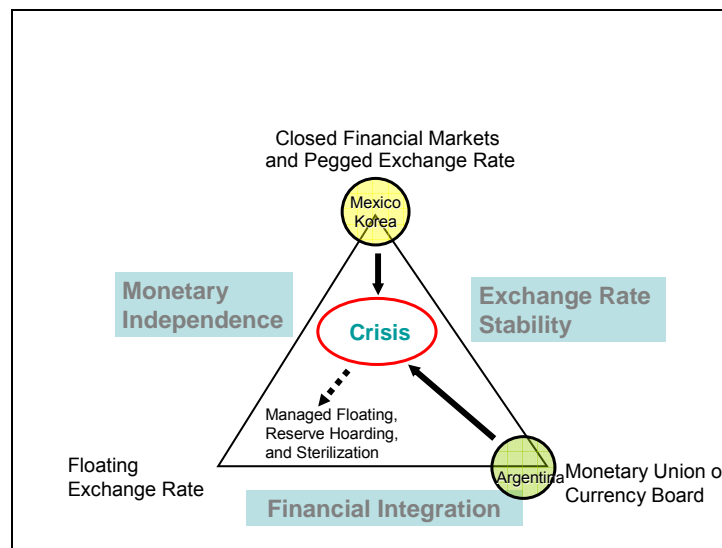 Closed Financial Markets
and Pegged Exchange Rate
Mexico
Korea
Monetary
Independence
Exchange Rate
Stability
Crisis
Managed Floating,
Reserve Hoarding,
and Sterilization
Floating
Exchange Rate
Argentina
Monetary Union o
Currency Board
Financial Integration